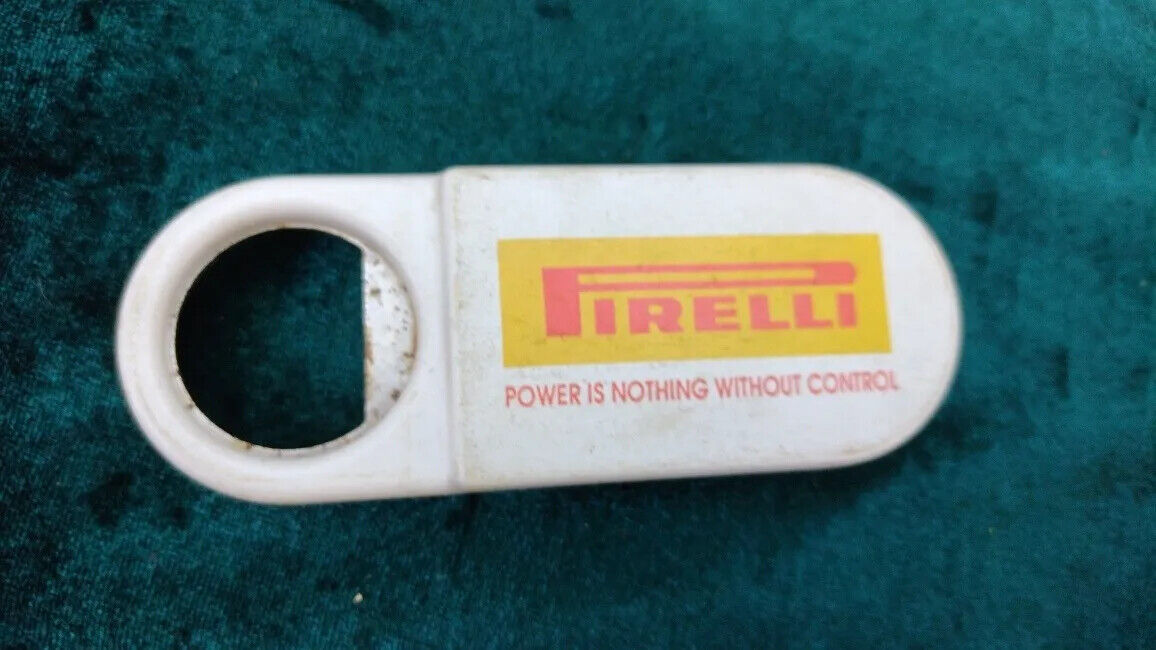 PIRELLI
POWER IS NOTHING WITHOUT CONTROL